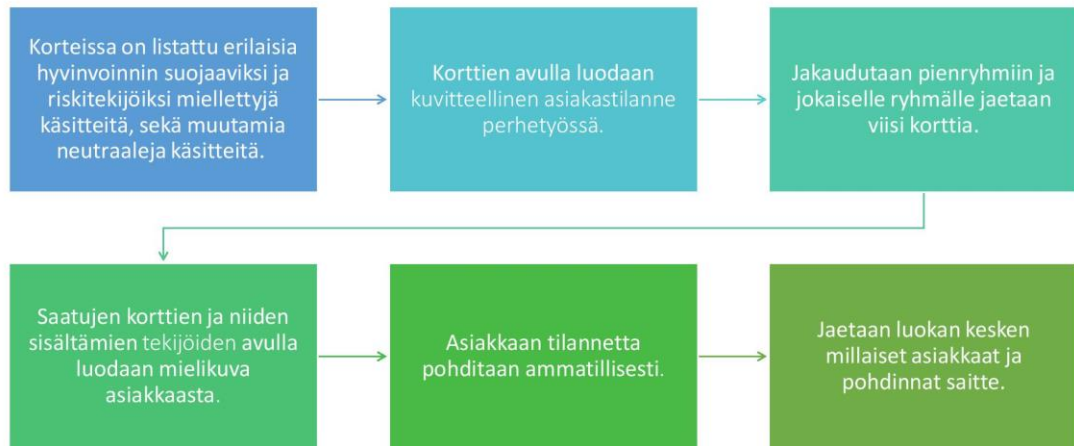 Korteissa on listattu erilaisia
hyvinvoinnin suojaaviksi ja
riskitekijöiksi miellettyjä
käsitteitä, sekä muutamia
neutraaleja käsitteitä.
Korttien avulla luodaan
kuvitteellinen asiakastilanne
perhetyössä.
Jakaudutaan pienryhmiin ja
jokaiselle ryhmälle jaetaan
viisi korttia.
Saatujen korttien ja niiden
sisältämien tekijöiden avulla
luodaan mielikuva
asiakkaasta.
Asiakkaan tilannetta
pohditaan ammatillisesti.
Jaetaan luokan kesken
millaiset asiakkaat ja
pohdinnat saitte.